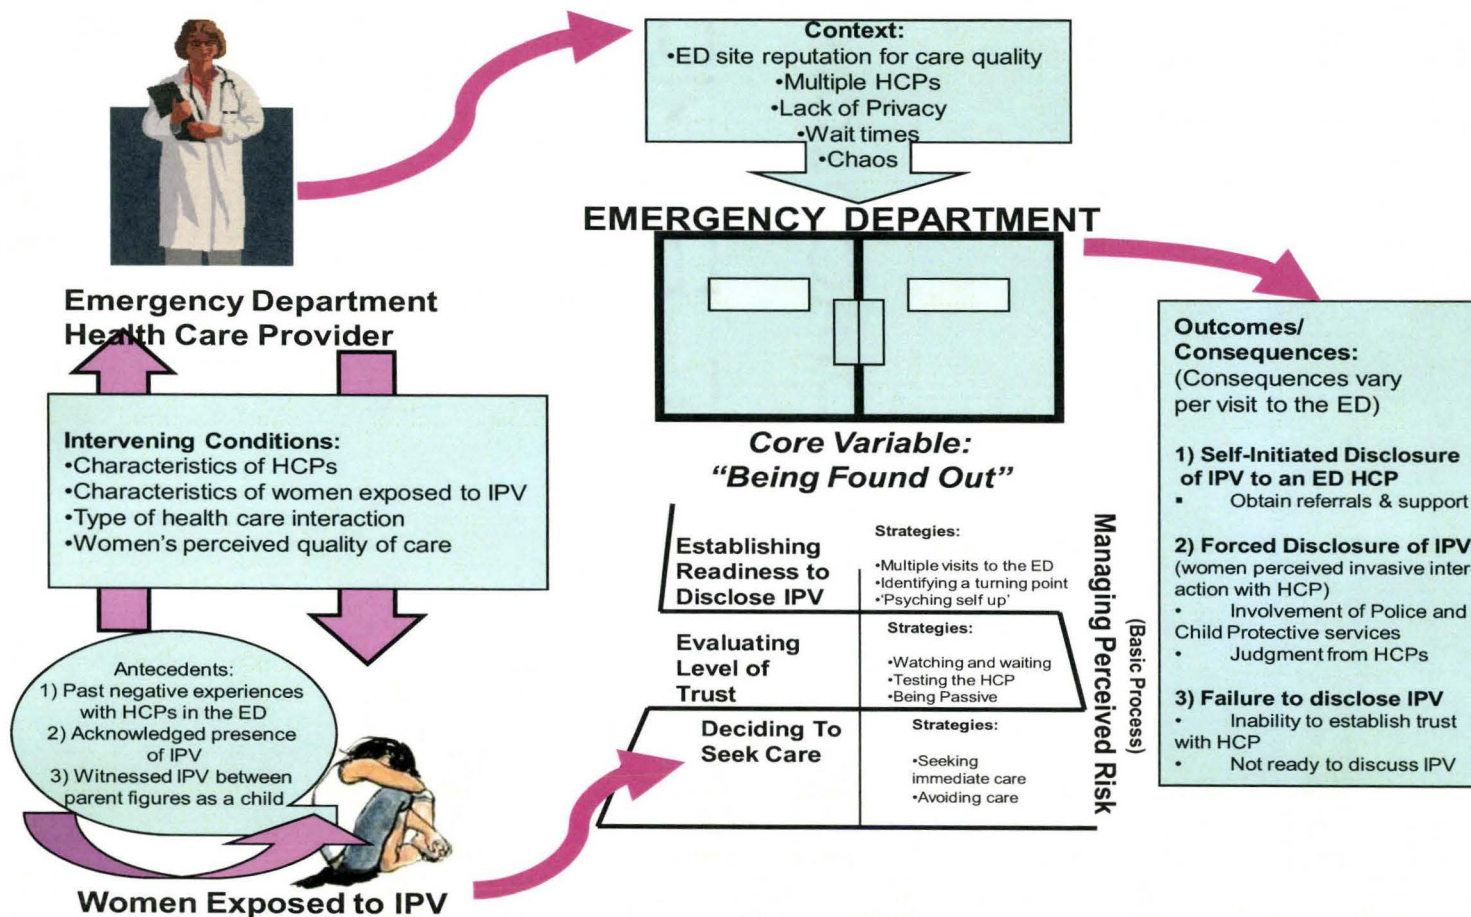 Context:
•ED site reputation for care quality
•Multiple HCPs
•Lack of Privacy
•Wait times
•Chaos
EMERGENCY DEPARTMENT
Emergency Department
Health Care Provider
Intervening Conditions:
•Characteristics of HCPs
•Characteristics of women exposed to IPV
•Type of health care interaction
•Women's perceived quality of care
Antecedents:
1) Past negative experiences
with HCPs in the ED
2) Acknowledged presence
of IPV
3) Witnessed IPV between
parent figures as a child
Women Exposed to IPV
Core Variable:
"Being Found Out"
Establishing
Readiness to
Disclose IPV
Strategies:
•Multiple visits to the ED
•Identifying a turning point
•'Psyching self up'
Evaluating
Level of
Trust
Strategies:
•Watching and waiting
•Testing the HCP
•Being Passive
Deciding To
Seek Care
Strategies:
•Seeking
immediate care
•Avoiding care
Managing Perceived Risk
(Basic Process)
Outcomes/
Consequences:
(Consequences vary
per visit to the ED)
1) Self-Initiated Disclosure
of IPV to an ED HCP
▪ Obtain referrals & support
2) Forced Disclosure of IPV
(women perceived invasive inter-
action with HCP)
• Involvement of Police and
Child Protective services
• Judgment from HCPs
3) Failure to disclose IPV
• Inability to establish trust
with HCP
• Not ready to discuss IPV